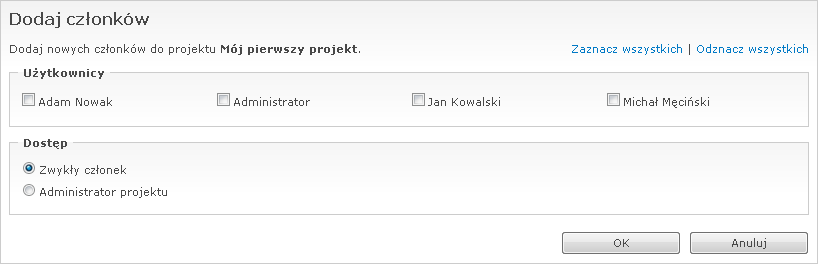 Dodaj członków
Dodaj nowych członków do projektu Mój pierwszy projekt. Zaznacz wszystkich | Odznacz wszystkich
Użytkownicy
Adam Nowak Administrator Jan Kowalski Michał Męciński
Dostęp
Zwykły członek
Administrator projektu
OK Anuluj